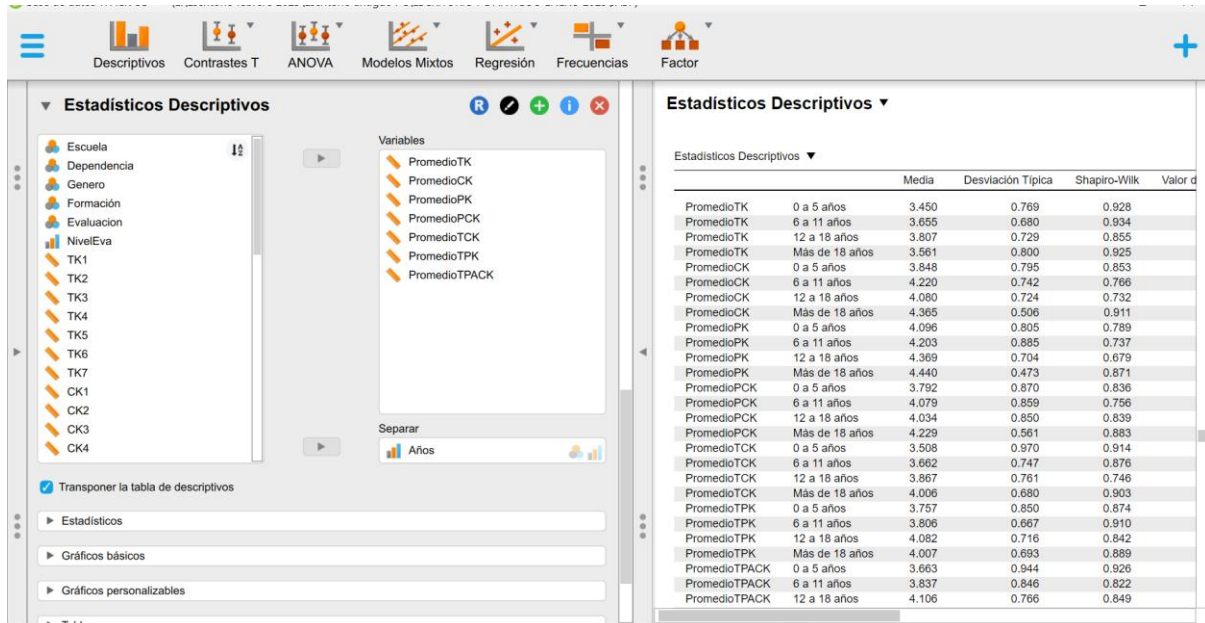 Descriptivos Contrastes T ANOVA Modelos Mixtos Regresión Frecuencias Factor
Estadísticos Descriptivos
Escuela
Dependencia
Genero
Formación
Evaluacion
NivelEva
TK1
TK2
TK3
TK4
TK5
TK6
TK7
CK1
CK2
CK3
CK4
Variables
PromedioTK
PromedioCK
PromedioPK
PromedioPCK
PromedioTCK
PromedioTPK
PromedioTPACK
Separar
Años
Transponer la tabla de descriptivos
Estadísticos
Gráficos básicos
Gráficos personalizables
Estadísticos Descriptivos
Estadísticos Descriptivos
Media Desviación Típica Shapiro-Wilk Valor d
PromedioTK 0 a 5 años 3.450 0.769 0.928
PromedioTK 6 a 11 años 3.655 0.680 0.934
PromedioTK 12 a 18 años 3.807 0.729 0.855
PromedioTK Más de 18 años 3.561 0.800 0.925
PromedioCK 0 a 5 años 3.848 0.795 0.853
PromedioCK 6 a 11 años 4.220 0.742 0.766
PromedioCK 12 a 18 años 4.080 0.724 0.732
PromedioCK Más de 18 años 4.365 0.506 0.911
PromedioPK 0 a 5 años 4.096 0.805 0.789
PromedioPK 6 a 11 años 4.203 0.885 0.737
PromedioPK 12 a 18 años 4.369 0.704 0.679
PromedioPK Más de 18 años 4.440 0.473 0.871
PromedioPCK 0 a 5 años 3.792 0.870 0.836
PromedioPCK 6 a 11 años 4.079 0.859 0.756
PromedioPCK 12 a 18 años 4.034 0.850 0.839
PromedioPCK Más de 18 años 4.229 0.561 0.883
PromedioTCK 0 a 5 años 3.508 0.970 0.914
PromedioTCK 6 a 11 años 3.662 0.747 0.876
PromedioTCK 12 a 18 años 3.867 0.761 0.746
PromedioTCK Más de 18 años 4.006 0.680 0.903
PromedioTPK 0 a 5 años 3.757 0.850 0.874
PromedioTPK 6 a 11 años 3.806 0.667 0.910
PromedioTPK 12 a 18 años 4.082 0.716 0.842
PromedioTPK Más de 18 años 4.007 0.693 0.889
PromedioTPACK 0 a 5 años 3.663 0.944 0.926
PromedioTPACK 6 a 11 años 3.837 0.846 0.822
PromedioTPACK 12 a 18 años 4.106 0.766 0.849